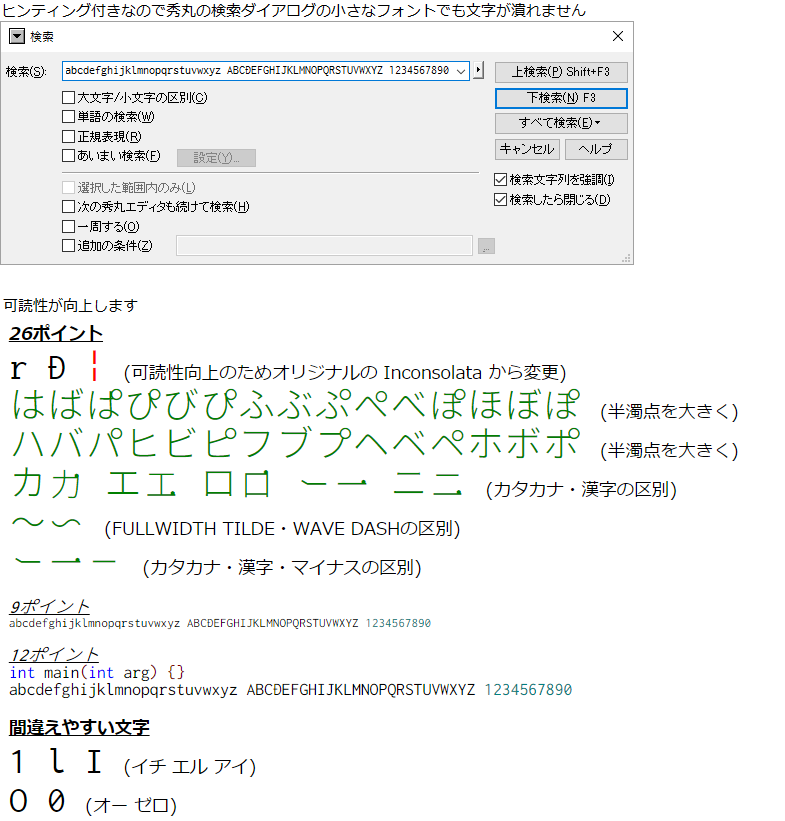 ヒンティング付きなので秀丸の検索ダイアログの小さなフォントでも文字が潰れません
検索
検索(S): abcdefghijklmnopqrstuvwxyz ABCĐEFGHIJKLMNOPQRSTUVWXYZ 1234567890 上検索(P) Shift+F3
下検索(N) F3
大文字/小文字の区別(C)
単語の検索(W)
すべて検索(E)
正規表現(R)
キャンセル ヘルプ
あいまい検索(F) 設定(Y)...
選択した範囲内のみ(L) 検索文字列を強調(I)
次の秀丸エディタも続けて検索(H) 検索したら閉じる(D)
一周する(O)
追加の条件(Z) ...
可読性が向上します
26ポイント
r Đ ¦ (可読性向上のためオリジナルの Inconsolata から変更)
はばぱひびぴふぶぷぺべぽほぼぽ (半濁点を大きく)
ハバパヒビピフブプヘベペホボポ (半濁点を大きく)
カ力 エ工 ロ口 ー一 ニ二 (カタカナ・漢字の区別)
～〜 (FULLWIDTH TILDE・WAVE DASHの区別)
ー一－ (カタカナ・漢字・マイナスの区別)
9ポイント
abcdefghijklmnopqrstuvwxyz ABCĐEFGHIJKLMNOPQRSTUVWXYZ 1234567890
12ポイント
int main(int arg) {}
abcdefghijklmnopqrstuvwxyz ABCĐEFGHIJKLMNOPQRSTUVWXYZ 1234567890
間違えやすい文字
1 l I (イチ エル アイ)
O 0 (オー ゼロ)